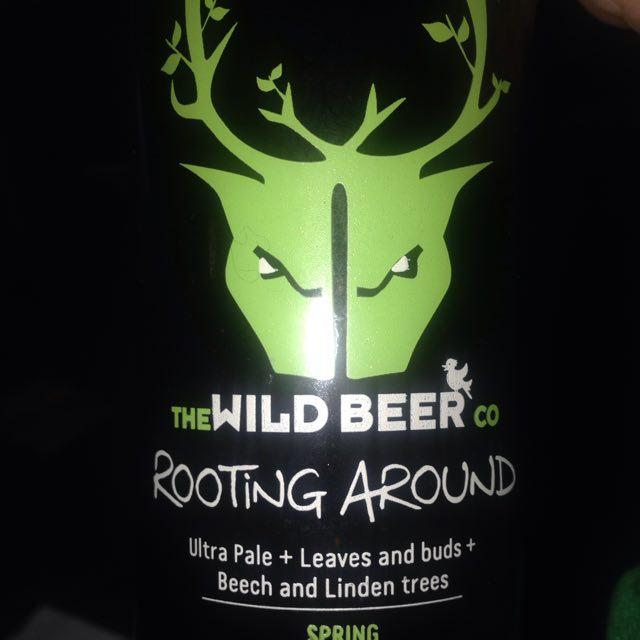 THE WILD BEER CO
ROOTING AROUND
Ultra Pale + Leaves and buds +
Beech and Linden trees
SPRING